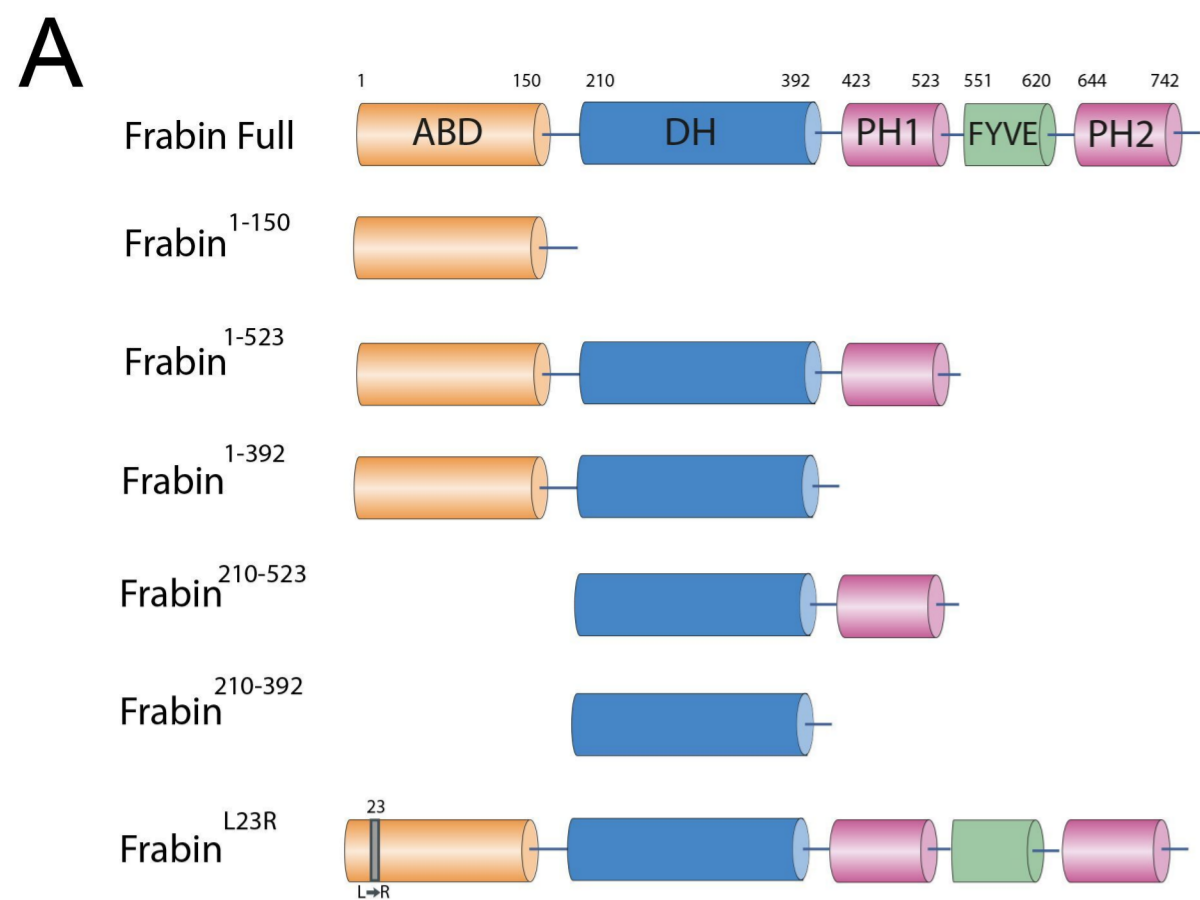 A
1 150 210 392 423 523 551 620 644 742
Frabin Full ABD DH PH1 FYVE PH2
Frabin1-150
Frabin1-523
Frabin1-392
Frabin210-523
Frabin210-392
23
FrabinL23R
L→R